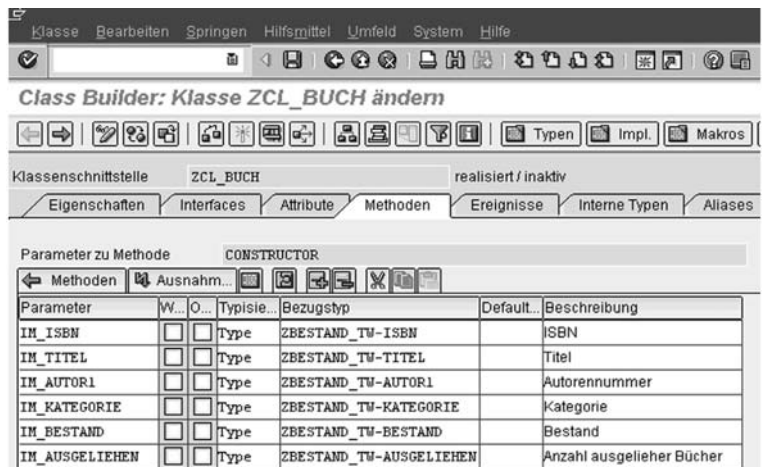 Klasse Bearbeiten Springen Hilfsmittel Umfeld System Hilfe
Class Builder: Klasse ZCL_BUCH ändern
Typen Impl. Makros
Klassenschnittstelle ZCL_BUCH realisiert / inaktiv
Eigenschaften Interfaces Attribute Methoden Ereignisse Interne Typen Aliases
Parameter zu Methode CONSTRUCTOR
Methoden Ausnahm...
Parameter W... O... Typisie... Bezugstyp Default... Beschreibung
IM_ISBN Type ZBESTAND_TW-ISBN ISBN
IM_TITEL Type ZBESTAND_TW-TITEL Titel
IM_AUTOR1 Type ZBESTAND_TW-AUTOR1 Autorennummer
IM_KATEGORIE Type ZBESTAND_TW-KATEGORIE Kategorie
IM_BESTAND Type ZBESTAND_TW-BESTAND Bestand
IM_AUSGELIEHEN Type ZBESTAND_TW-AUSGELIEHEN Anzahl ausgelieher Bücher